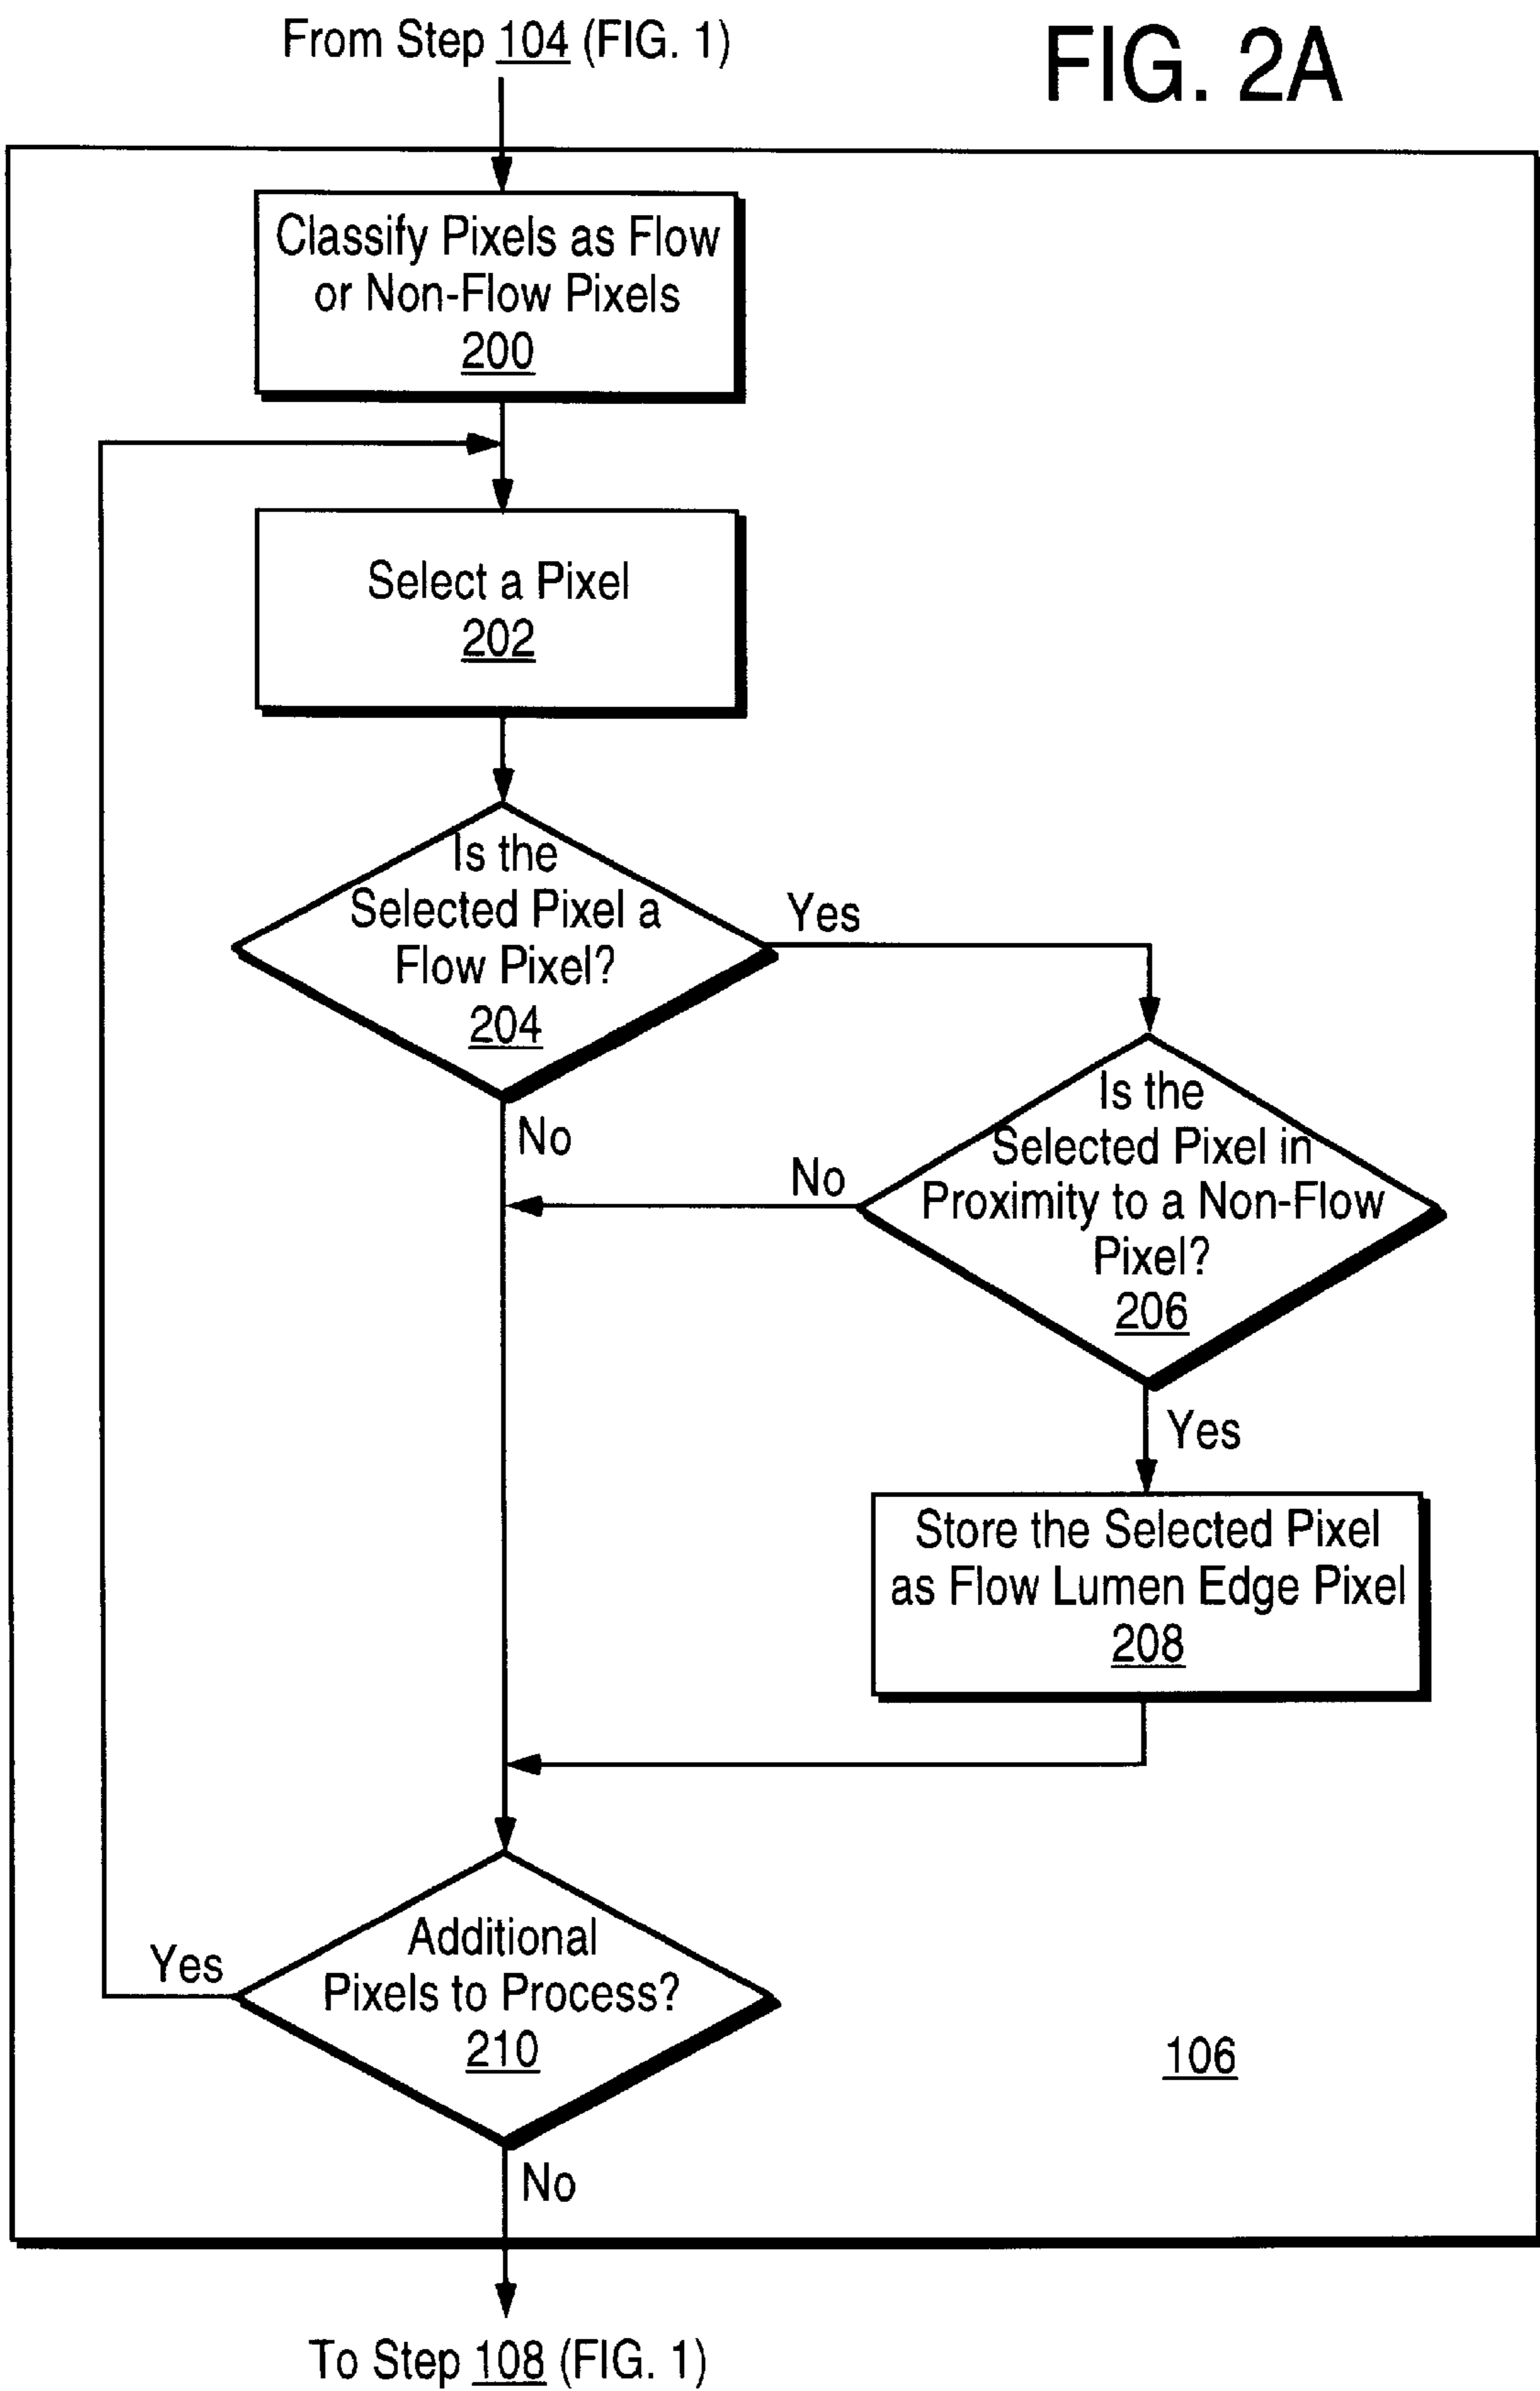 From Step 104 (FIG. 1)
FIG. 2A
Classify Pixels as Flow
or Non-Flow Pixels
200
Select a Pixel
202
Is the
Selected Pixel a
Flow Pixel?
204
Yes
No
Is the
Selected Pixel in
Proximity to a Non-Flow
Pixel?
206
No
Yes
Store the Selected Pixel
as Flow Lumen Edge Pixel
208
Additional
Pixels to Process?
210
Yes
No
106
To Step 108 (FIG. 1)